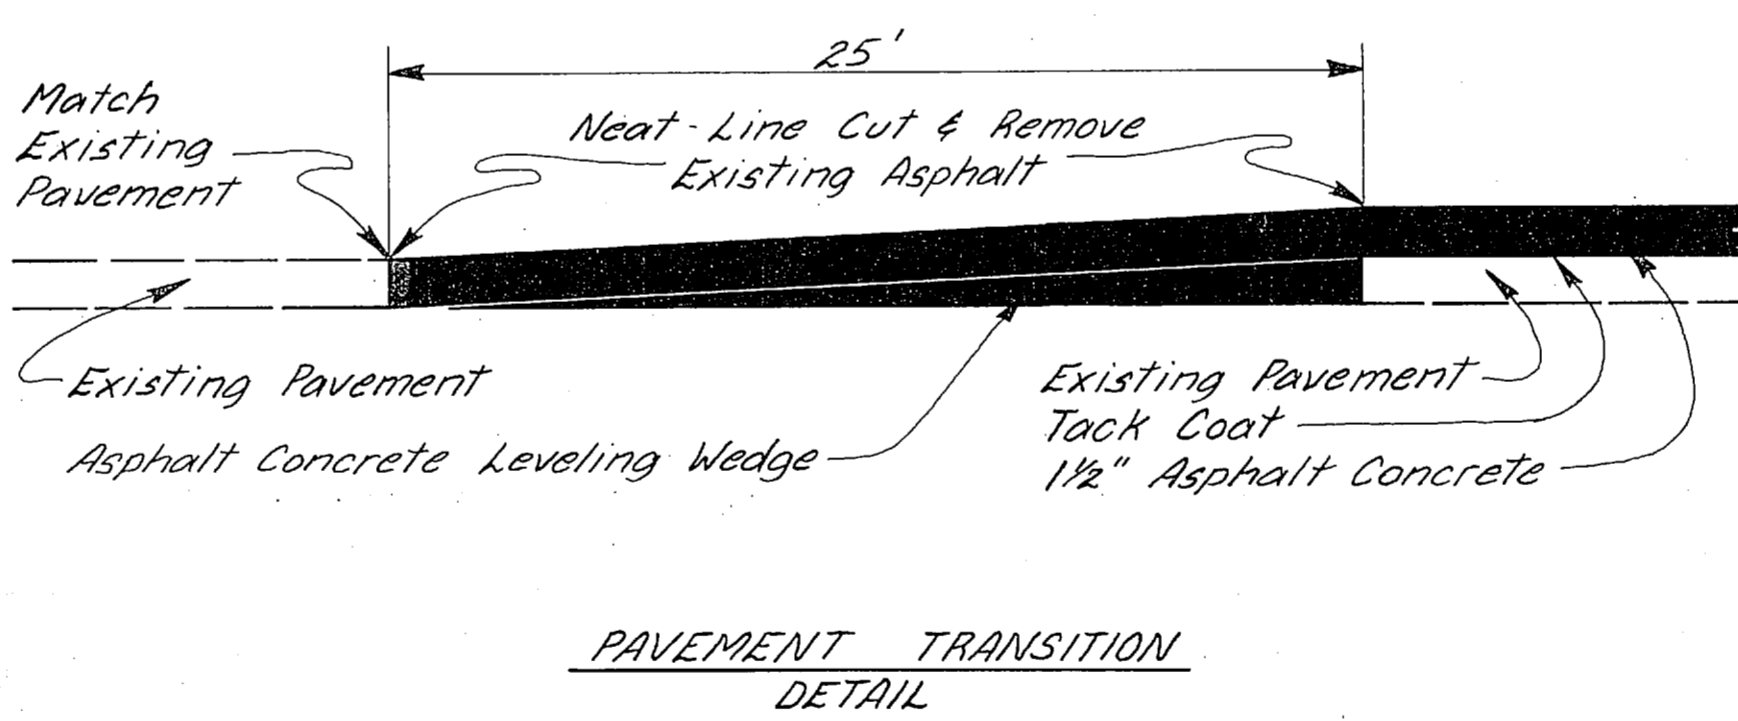 25'
Match
Existing
Pavement
Neat-Line Cut & Remove
Existing Asphalt
Existing Pavement
Asphalt Concrete Leveling Wedge
Existing Pavement
Tack Coat
1½" Asphalt Concrete
PAVEMENT TRANSITION
DETAIL